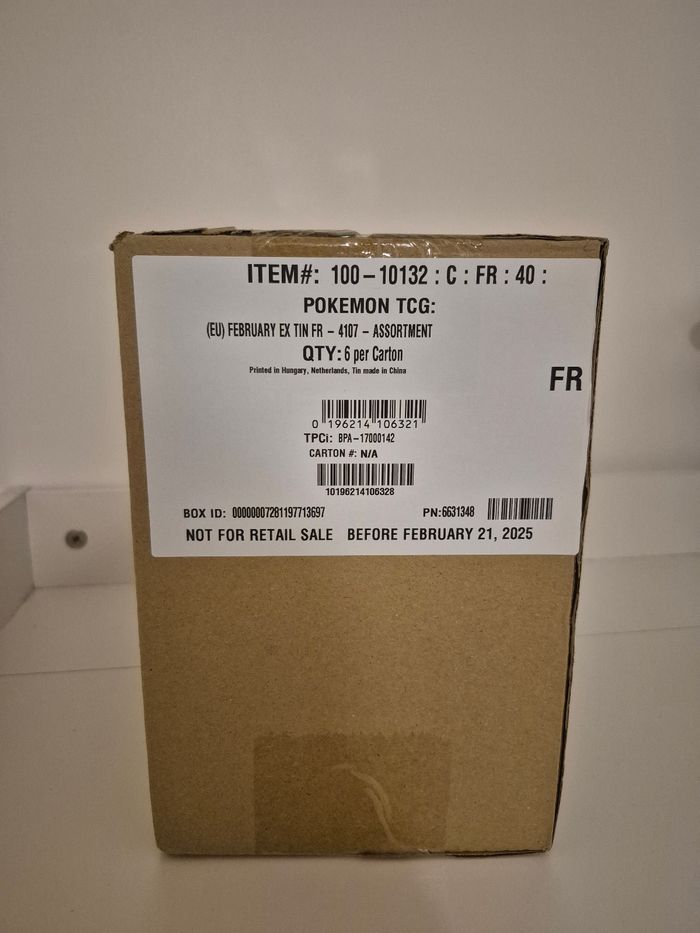 ITEM#: 100-10132 : C : FR : 40 :
POKEMON TCG:
(EU) FEBRUARY EX TIN FR - 4107 - ASSORTMENT
QTY: 6 per Carton
Printed in Hungary, Netherlands, Tin made in China
FR
0 196214 106321
TPCi: BPA-17000142
CARTON #: N/A
10196214106328
BOX ID: 00000007281197713697 PN:6631348
NOT FOR RETAIL SALE BEFORE FEBRUARY 21, 2025